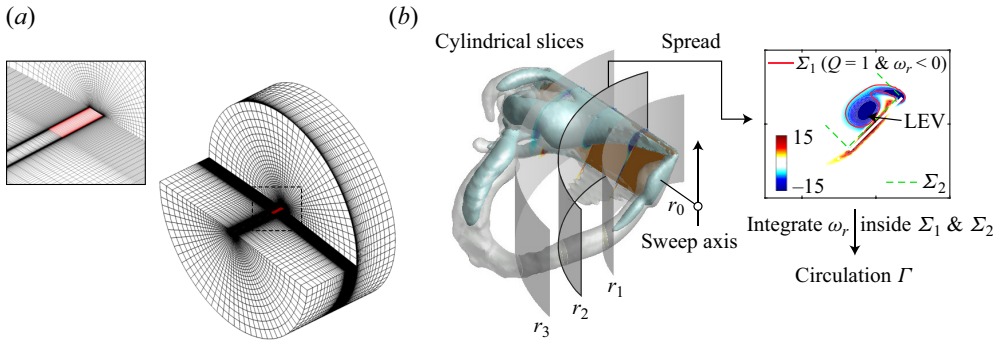 (a)
(b)
Cylindrical slices
Spread
Σ1 (Q = 1 & ωr < 0)
LEV
15
−15
Σ2
r0
Sweep axis
r1
r2
r3
Integrate ωr inside Σ1 & Σ2
Circulation Γ